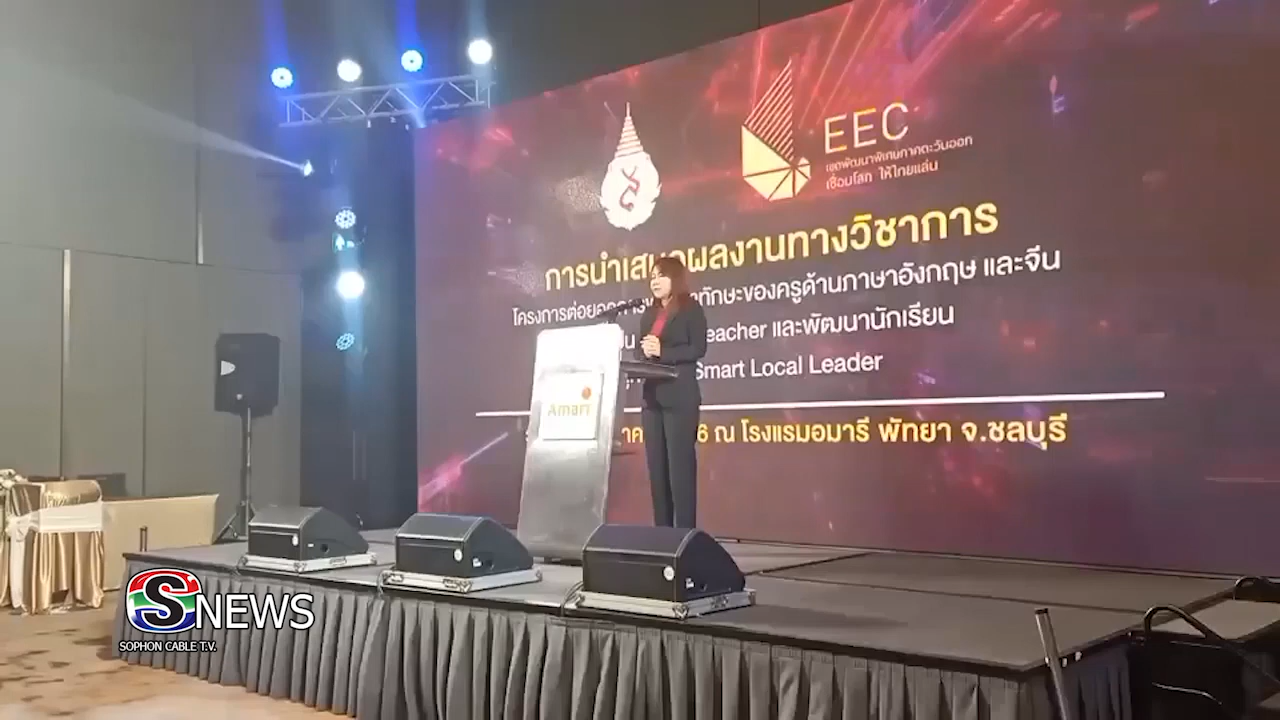 EEC
เขตพัฒนาพิเศษภาคตะวันออก
เชื่อมโลก ให้ไทยแล่น
การนำเสนอผลงานทางวิชาการ
โครงการต่อยอดการ ทักษะของครูด้านภาษาอังกฤษ และจีน
eacher และพัฒนานักเรียน
Smart Local Leader
6 ณ โรงแรมอมารี พัทยา จ.ชลบุรี
Amari
S NEWS
SOPHON CABLE T.V.